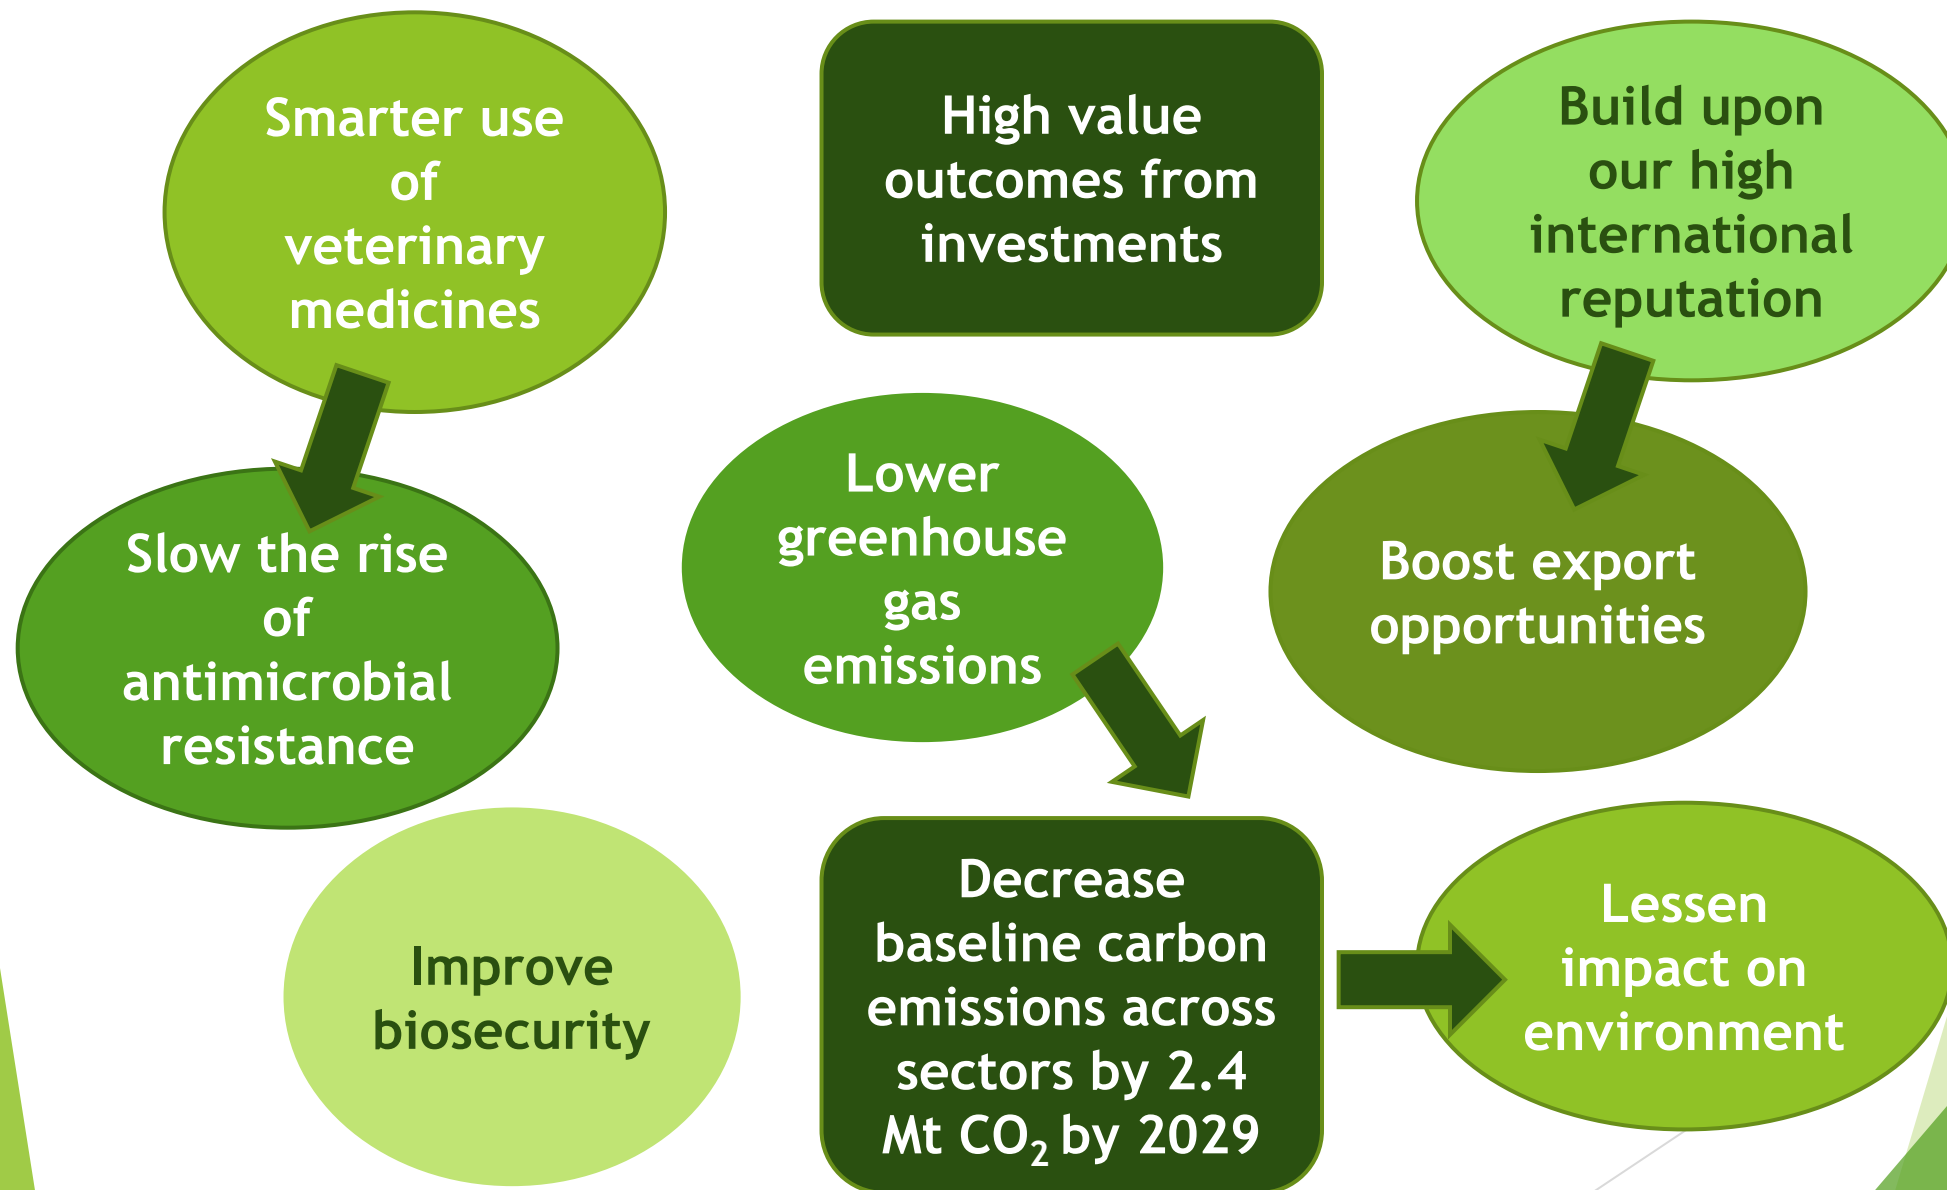 Smarter use
of
veterinary
medicines
High value
outcomes from
investments
Build upon
our high
international
reputation
Slow the rise
of
antimicrobial
resistance
Lower
greenhouse
gas
emissions
Boost export
opportunities
Improve
biosecurity
Decrease
baseline carbon
emissions across
sectors by 2.4
Mt CO₂ by 2029
Lessen
impact on
environment